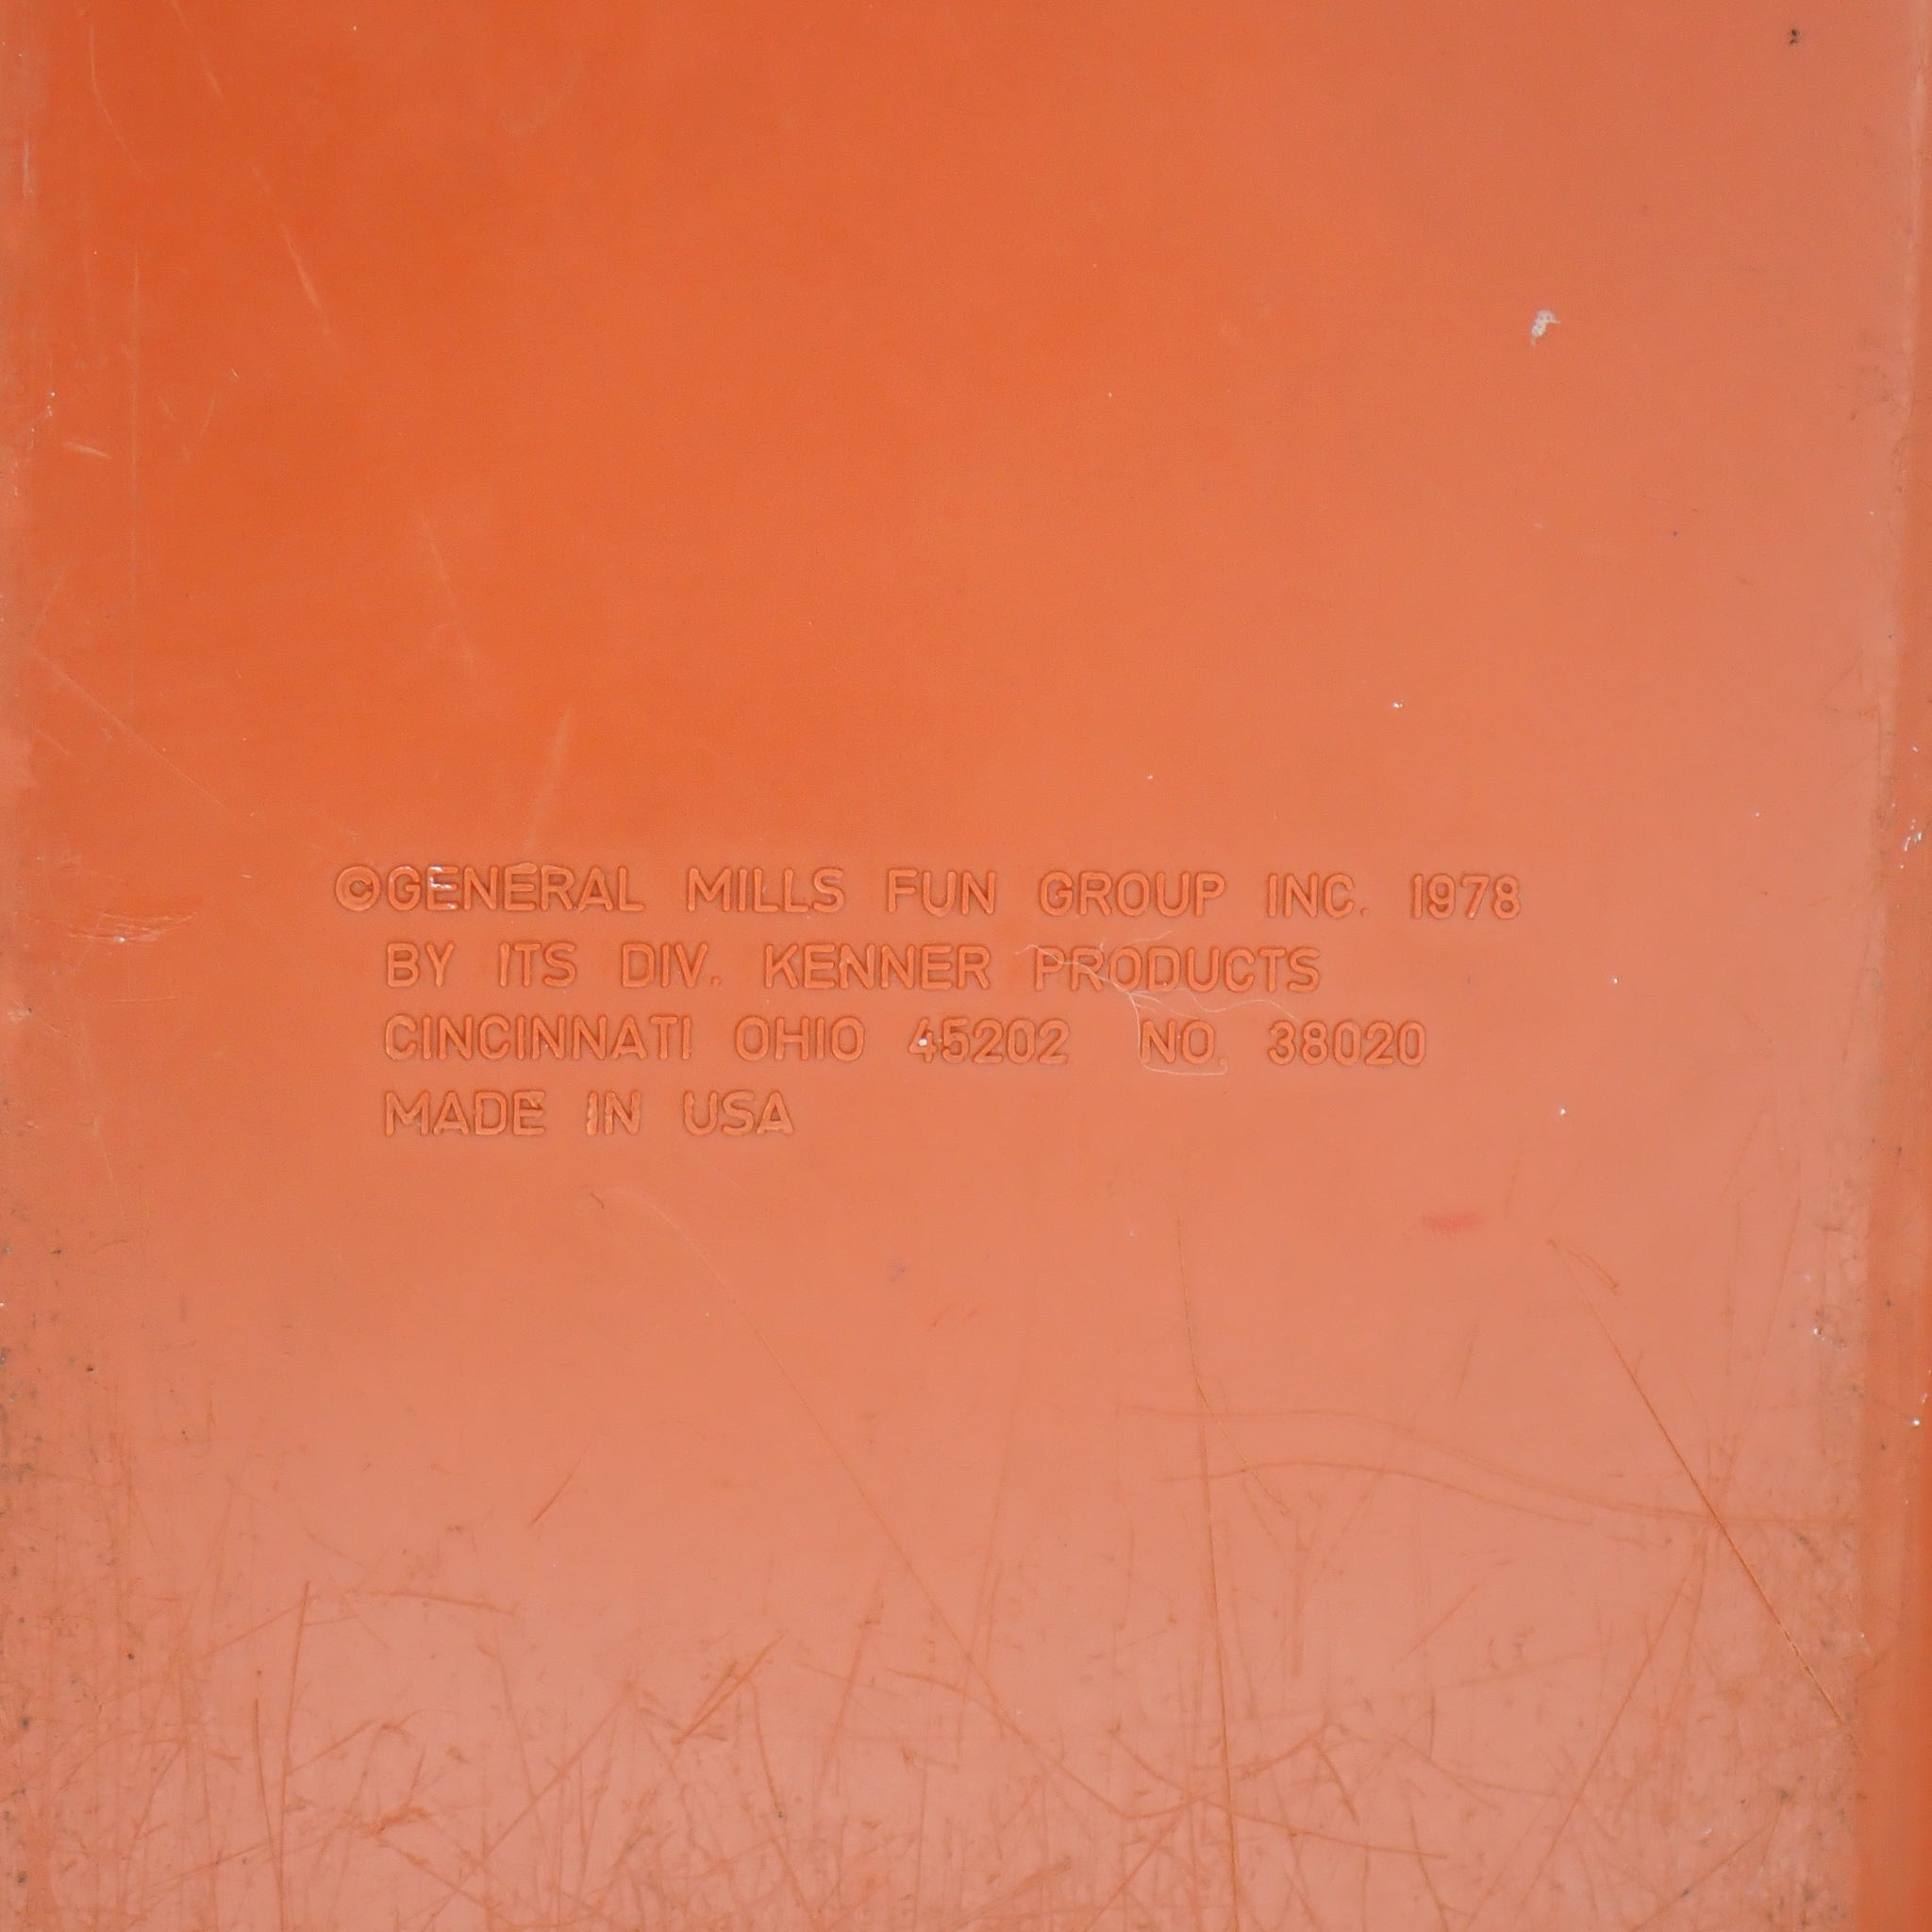 ©GENERAL MILLS FUN GROUP INC. 1978
BY ITS DIV. KENNER PRODUCTS
CINCINNATI OHIO 45202 NO. 38020
MADE IN USA